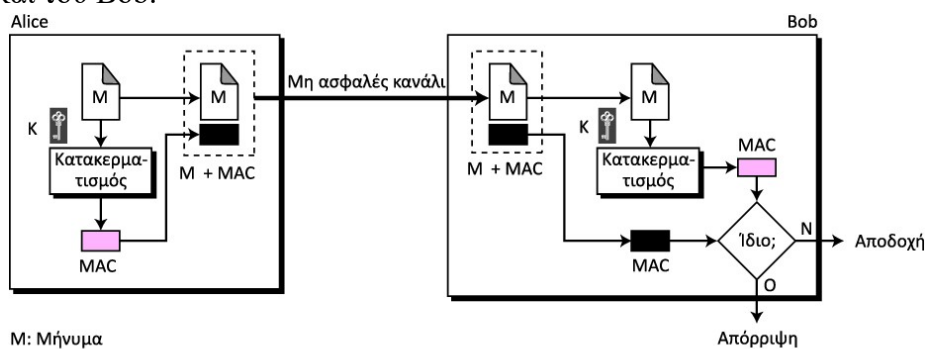 και του Bob.
Alice
Bob
M
M
Μη ασφαλές κανάλι
M
M
K
K
MAC
Κατακερμα-
τισμός
M + MAC
M + MAC
Κατακερμα-
τισμός
Ίδιο;
N
Αποδοχή
MAC
MAC
O
M: Μήνυμα
Απόρριψη